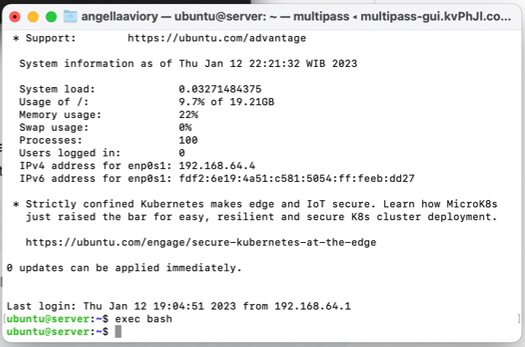 angellaaviory — ubuntu@server: ~ — multipass ◂ multipass-gui.kvPhJl.co...
* Support: https://ubuntu.com/advantage
System information as of Thu Jan 12 22:21:32 WIB 2023
System load: 0.03271484375
Usage of /: 9.7% of 19.21GB
Memory usage: 22%
Swap usage: 0%
Processes: 100
Users logged in: 0
IPv4 address for enp0s1: 192.168.64.4
IPv6 address for enp0s1: fdf2:6e19:4a51:c581:5054:ff:feeb:dd27
* Strictly confined Kubernetes makes edge and IoT secure. Learn how MicroK8s
just raised the bar for easy, resilient and secure K8s cluster deployment.
https://ubuntu.com/engage/secure-kubernetes-at-the-edge
0 updates can be applied immediately.
Last login: Thu Jan 12 19:04:51 2023 from 192.168.64.1
[ubuntu@server:~$ exec bash ]
ubuntu@server:~$